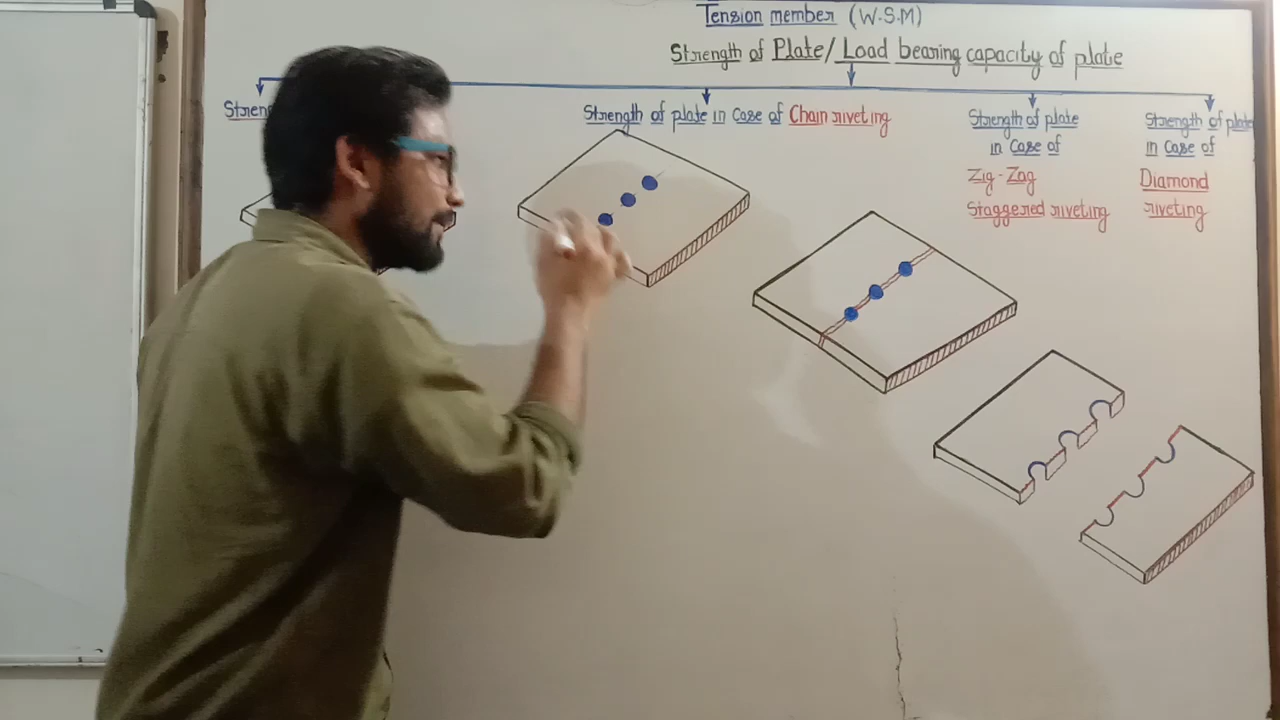 Tension member (W.S.M)
Strength of Plate/Load bearing capacity of plate
Strength of plate in case of Chain riveting
Strength of plate
in case of
Zig-Zag
Staggered riveting
Strength of plate
in case of
Diamond
riveting